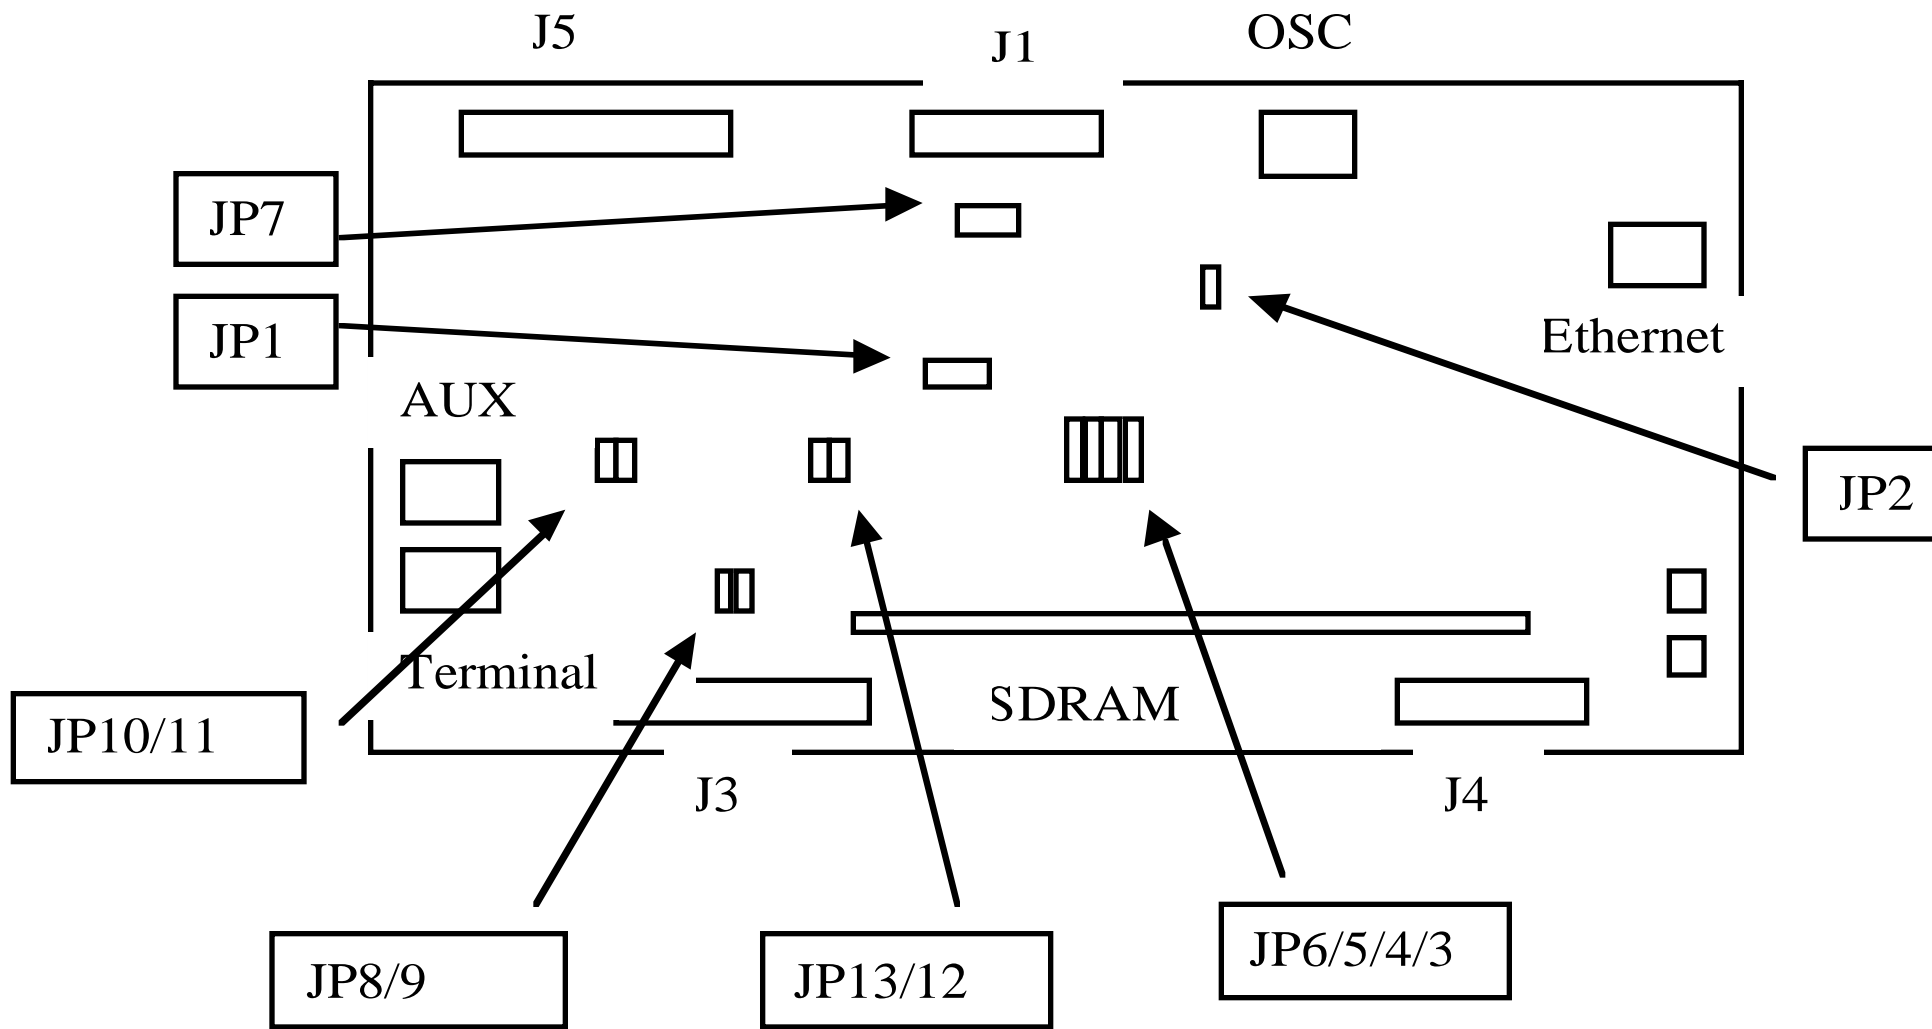 J5
J1
OSC
JP7
JP1
Ethernet
AUX
JP2
Terminal
SDRAM
JP10/11
J3
J4
JP8/9
JP13/12
JP6/5/4/3